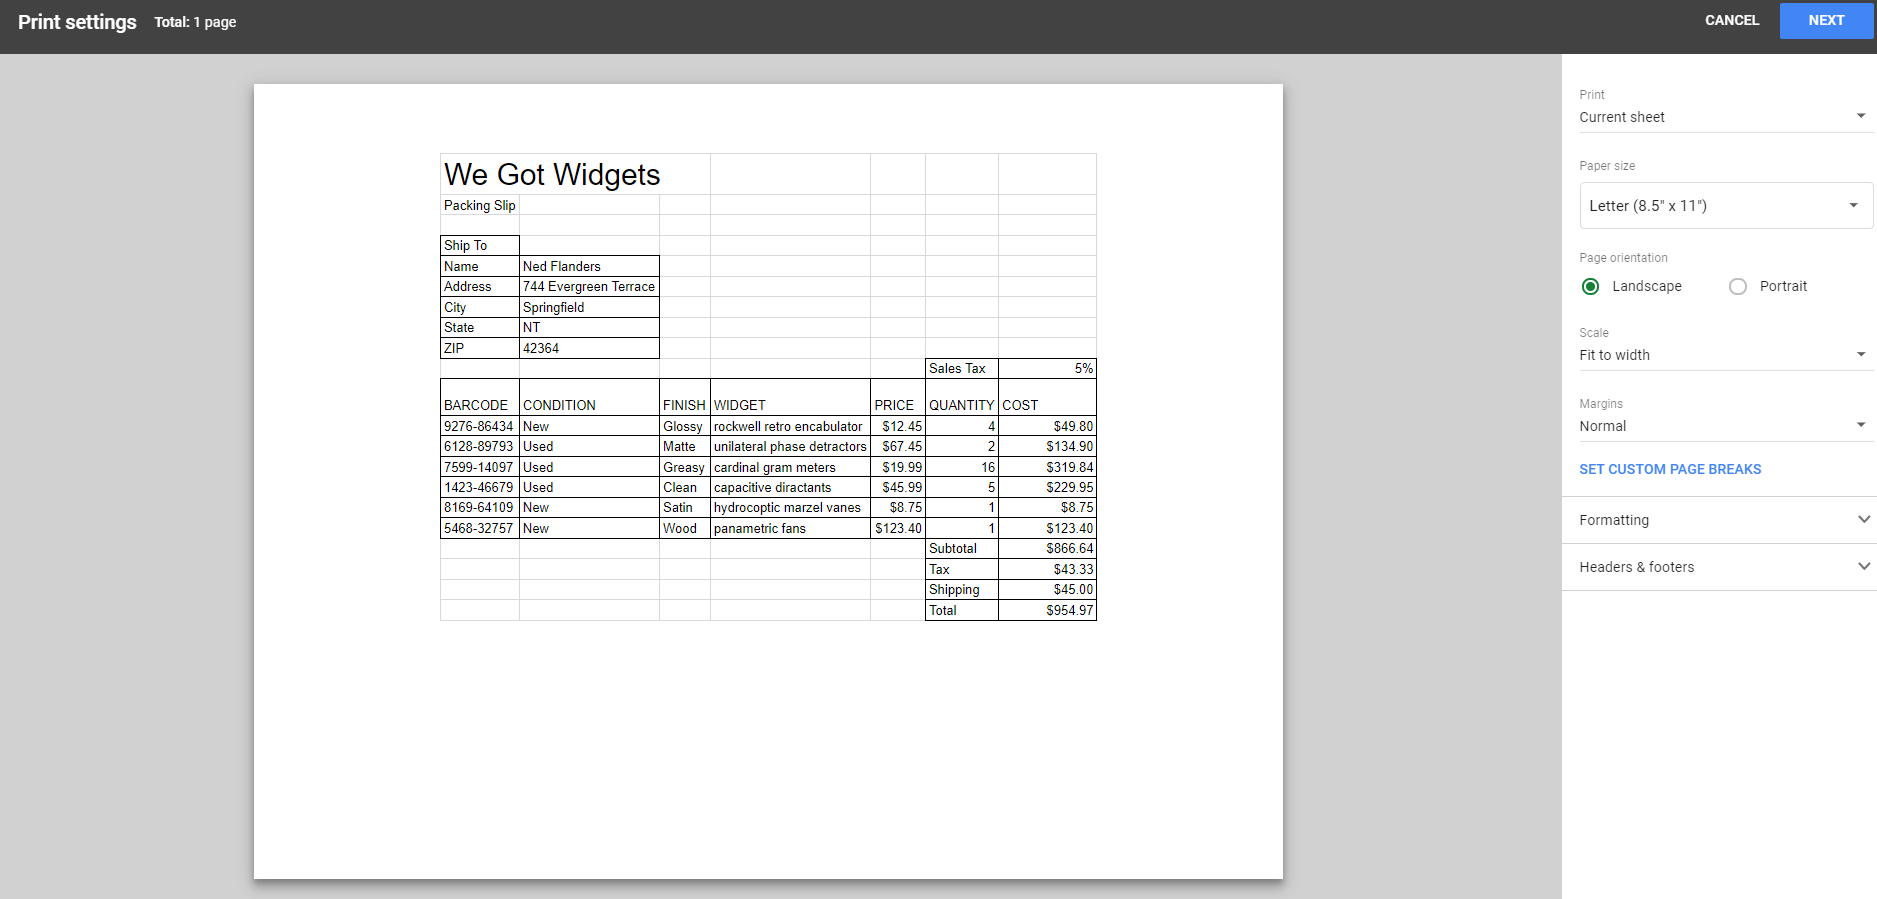 Print settings Total: 1 page CANCEL NEXT
We Got Widgets
Packing Slip
Ship To
Name Ned Flanders
Address 744 Evergreen Terrace
City Springfield
State NT
ZIP 42364
Sales Tax 5%
BARCODE CONDITION FINISH WIDGET PRICE QUANTITY COST
9276-86434 New Glossy rockwell retro encabulator $12.45 4 $49.80
6128-89793 Used Matte unilateral phase detractors $67.45 2 $134.90
7599-14097 Used Greasy cardinal gram meters $19.99 16 $319.84
1423-46679 Used Clean capacitive diractants $45.99 5 $229.95
8169-64109 New Satin hydrocoptic marzel vanes $8.75 1 $8.75
5468-32757 New Wood panametric fans $123.40 1 $123.40
Subtotal $866.64
Tax $43.33
Shipping $45.00
Total $954.97
Print
Current sheet
Paper size
Letter (8.5" x 11")
Page orientation
Landscape Portrait
Scale
Fit to width
Margins
Normal
SET CUSTOM PAGE BREAKS
Formatting
Headers & footers